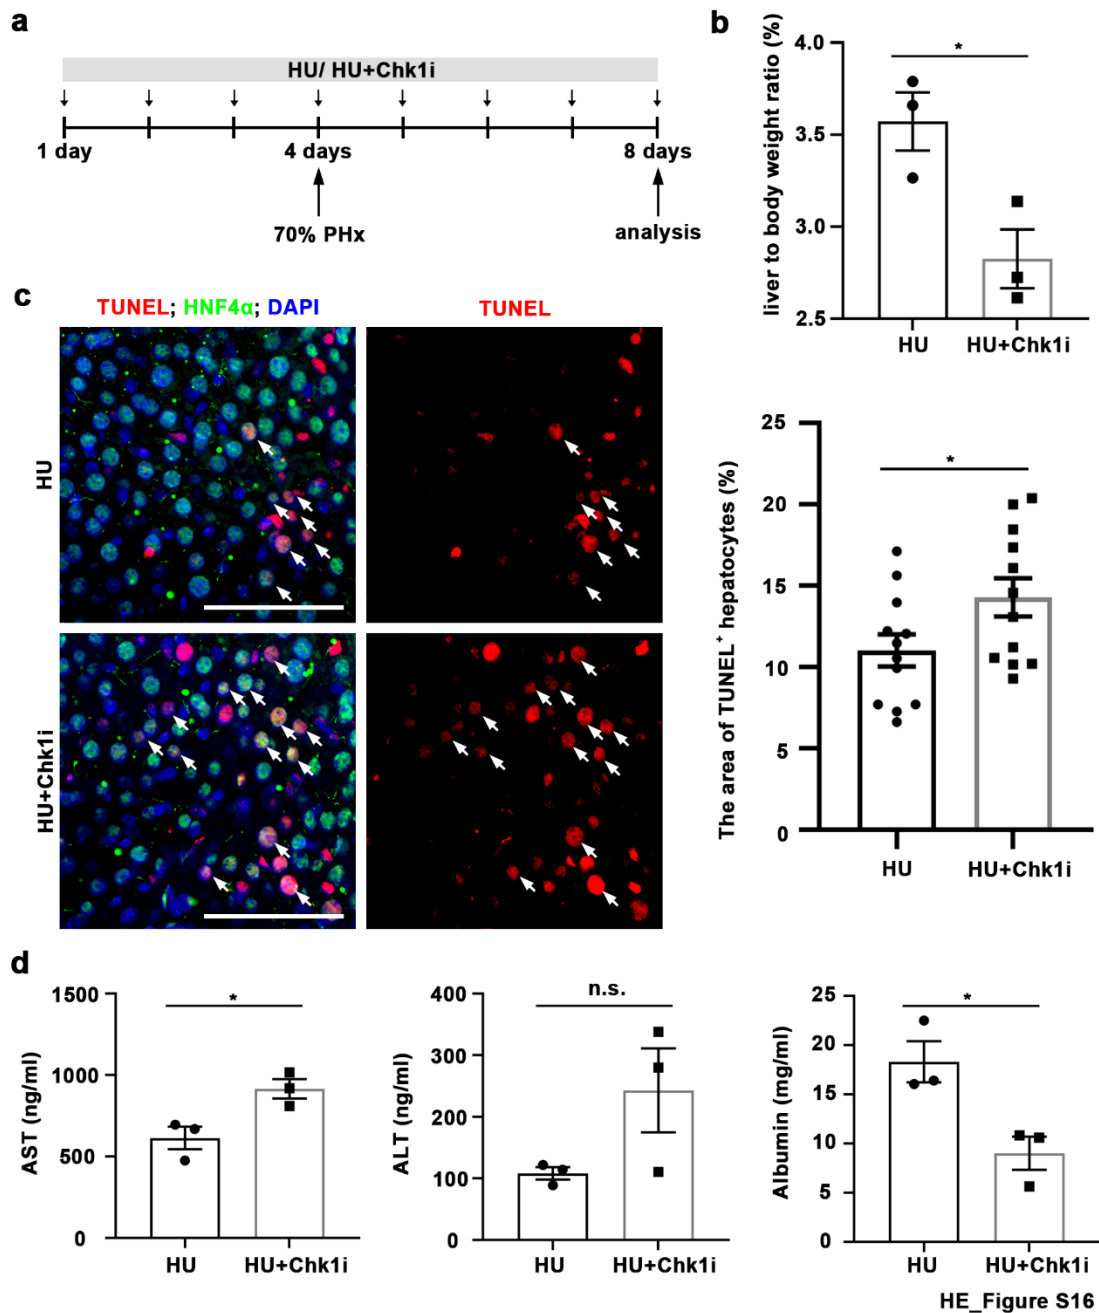 a
HU/ HU+Chk1i
1 day
4 days
8 days
70% PHx
analysis
b
liver to body weight ratio (%)
4.0
3.5
3.0
2.5
*
HU
HU+Chk1i
c
TUNEL; HNF4α; DAPI
TUNEL
HU
HU+Chk1i
The area of TUNEL+ hepatocytes (%)
25
20
15
10
5
0
*
HU
HU+Chk1i
d
AST (ng/ml)
1500
1000
500
0
*
HU
HU+Chk1i
ALT (ng/ml)
400
300
200
100
0
n.s.
HU
HU+Chk1i
Albumin (mg/ml)
25
20
15
10
5
0
*
HU
HU+Chk1i
HE_Figure S16